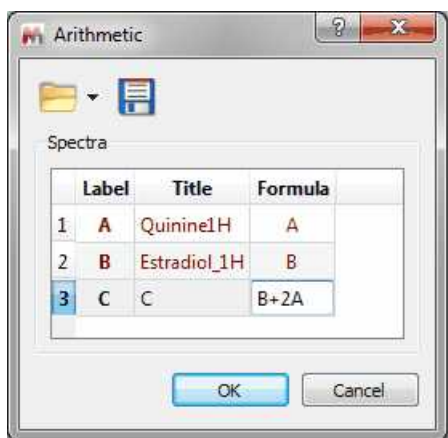 Arithmetic
Spectra
Label Title Formula
1 A Quinine1H A
2 B Estradiol_1H B
3 C C B+2A
OK Cancel